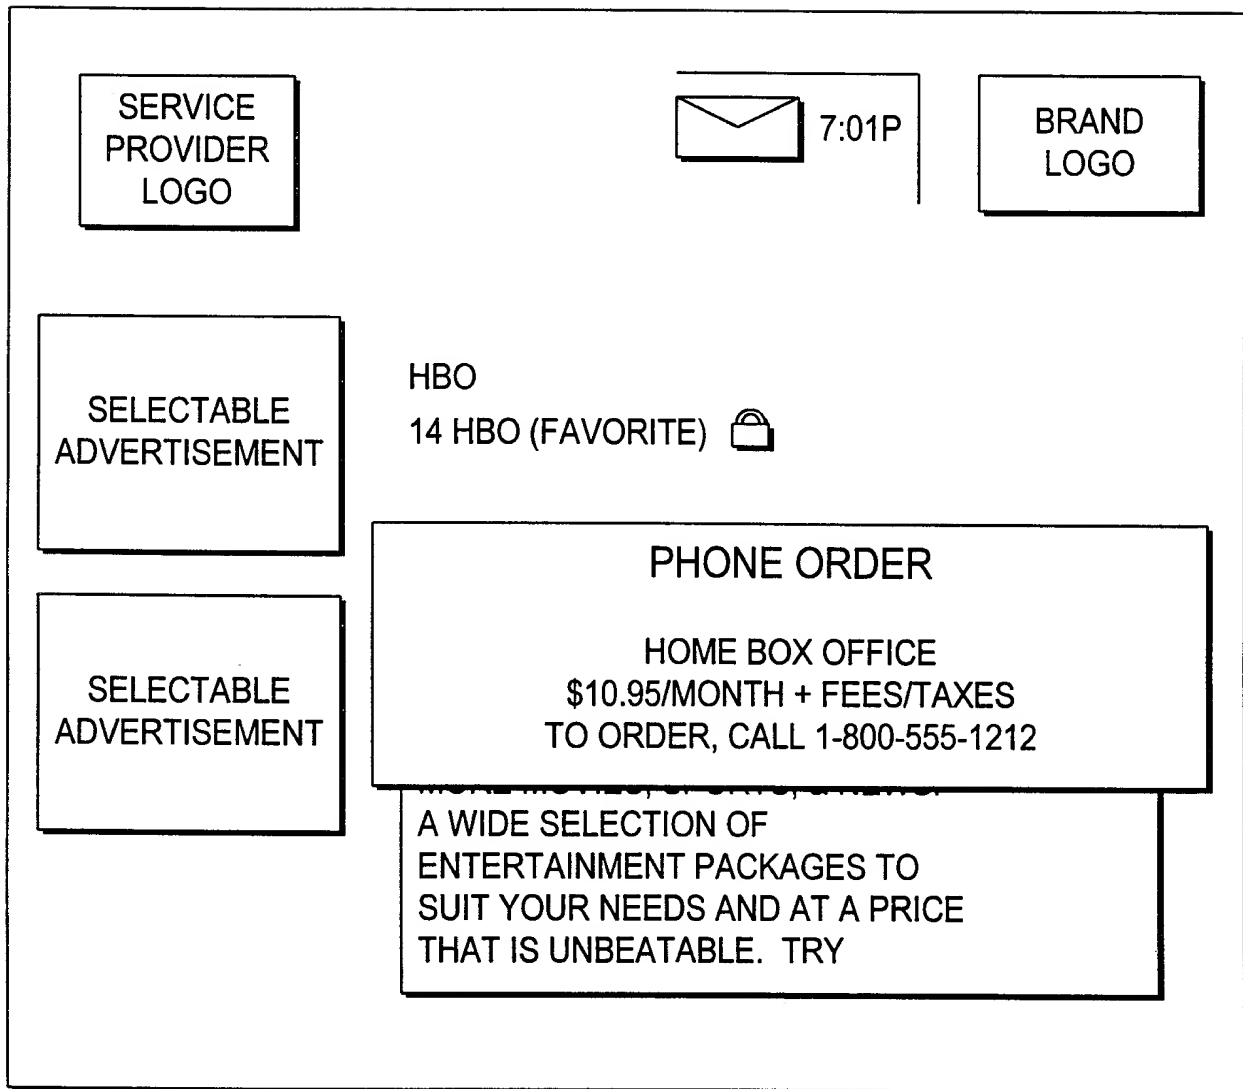 SERVICE
PROVIDER
LOGO
7:01P
BRAND
LOGO
SELECTABLE
ADVERTISEMENT
HBO
14 HBO (FAVORITE)
PHONE ORDER
HOME BOX OFFICE
$10.95/MONTH + FEES/TAXES
TO ORDER, CALL 1-800-555-1212
SELECTABLE
ADVERTISEMENT
A WIDE SELECTION OF
ENTERTAINMENT PACKAGES TO
SUIT YOUR NEEDS AND AT A PRICE
THAT IS UNBEATABLE. TRY